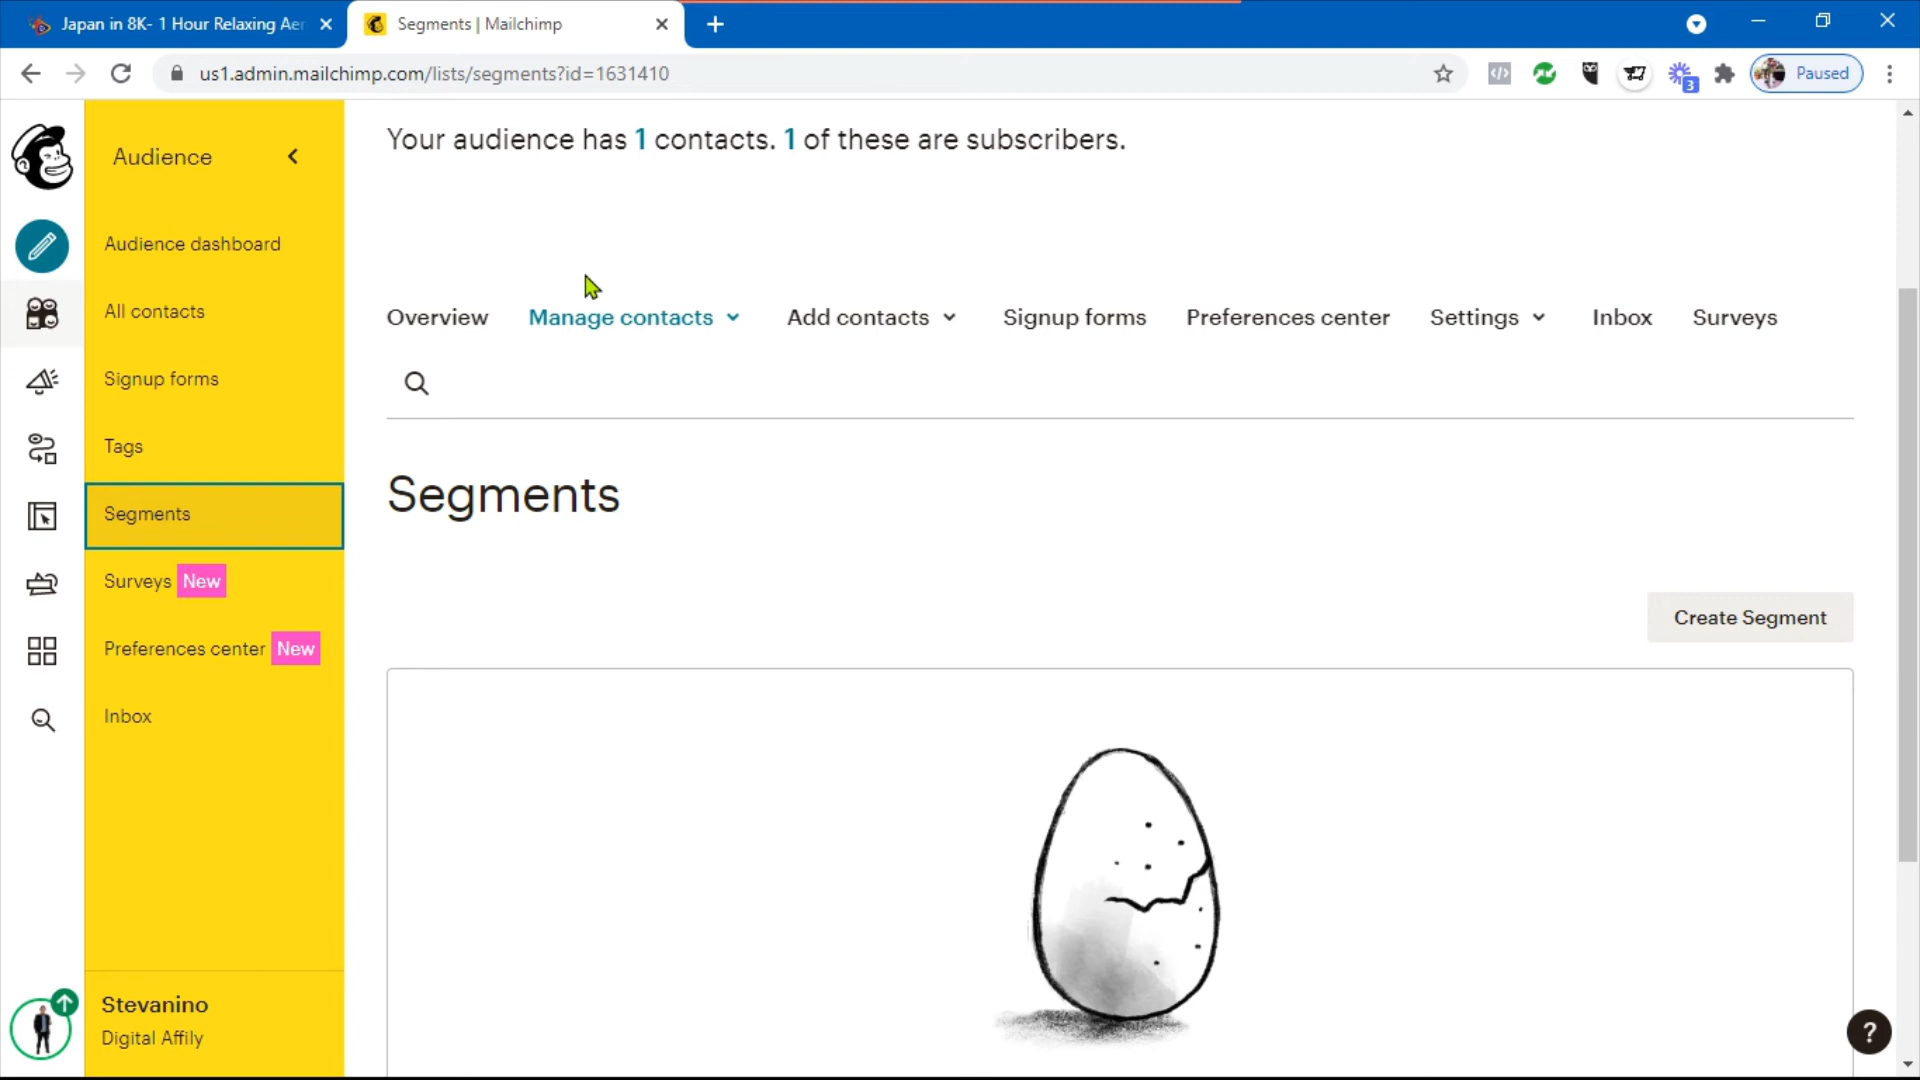 Japan in 8K- 1 Hour Relaxing Aer
Segments | Mailchimp
us1.admin.mailchimp.com/lists/segments?id=1631410
3
Paused
Audience
Audience dashboard
All contacts
Signup forms
Tags
Segments
Surveys New
Preferences center New
Inbox
Stevanino
Digital Affily
Your audience has 1 contacts. 1 of these are subscribers.
Overview Manage contacts Add contacts Signup forms Preferences center Settings Inbox Surveys
Segments
Create Segment
?